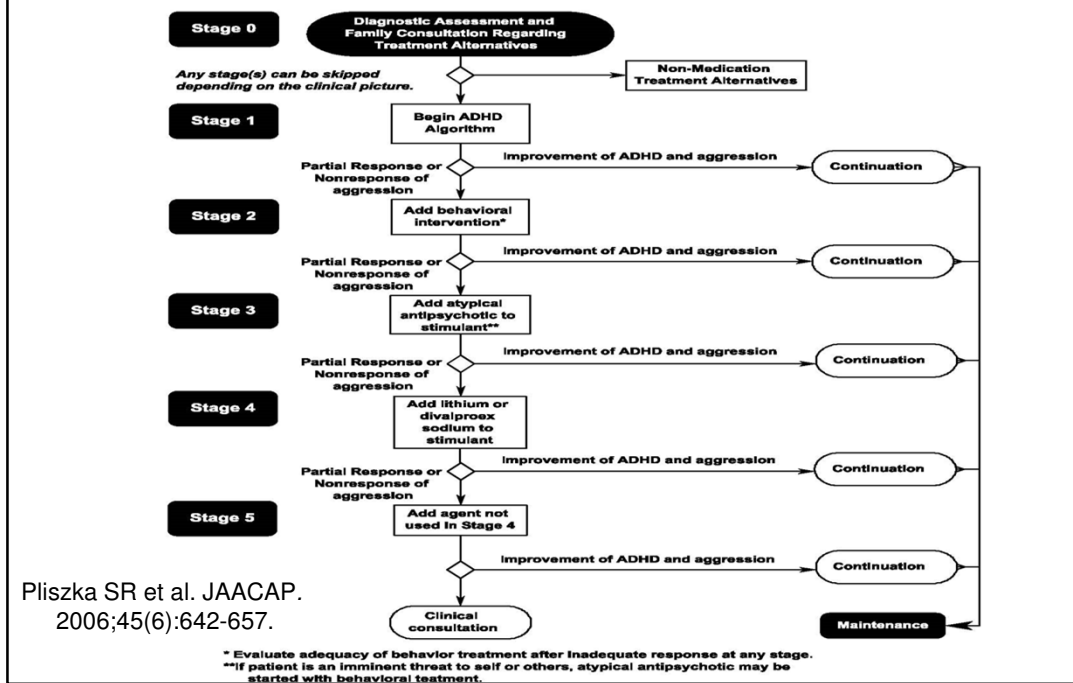 Stage 0
Diagnostic Assessment and
Family Consultation Regarding
Treatment Alternatives
Any stage(s) can be skipped
depending on the clinical picture.
Non-Medication
Treatment Alternatives
Stage 1
Begin ADHD
Algorithm
Partial Response or
Nonresponse of
aggression
Improvement of ADHD and aggression
Continuation
Stage 2
Add behavioral
intervention*
Partial Response or
Nonresponse of
aggression
Improvement of ADHD and aggression
Continuation
Stage 3
Add atypical
antipsychotic to
stimulant**
Partial Response or
Nonresponse of
aggression
Improvement of ADHD and aggression
Continuation
Stage 4
Add lithium or
divalproex
sodium to
stimulant
Partial Response or
Nonresponse of
aggression
Improvement of ADHD and aggression
Continuation
Stage 5
Add agent not
used In Stage 4
Improvement of ADHD and aggression
Continuation
Pliszka SR et al. JAACAP.
2006;45(6):642-657.
Clinical
consultation
Maintenance
* Evaluate adequacy of behavior treatment after inadequate response at any stage.
**If patient is an imminent threat to self or others, atypical antipsychotic may be
started with behavioral teatment.